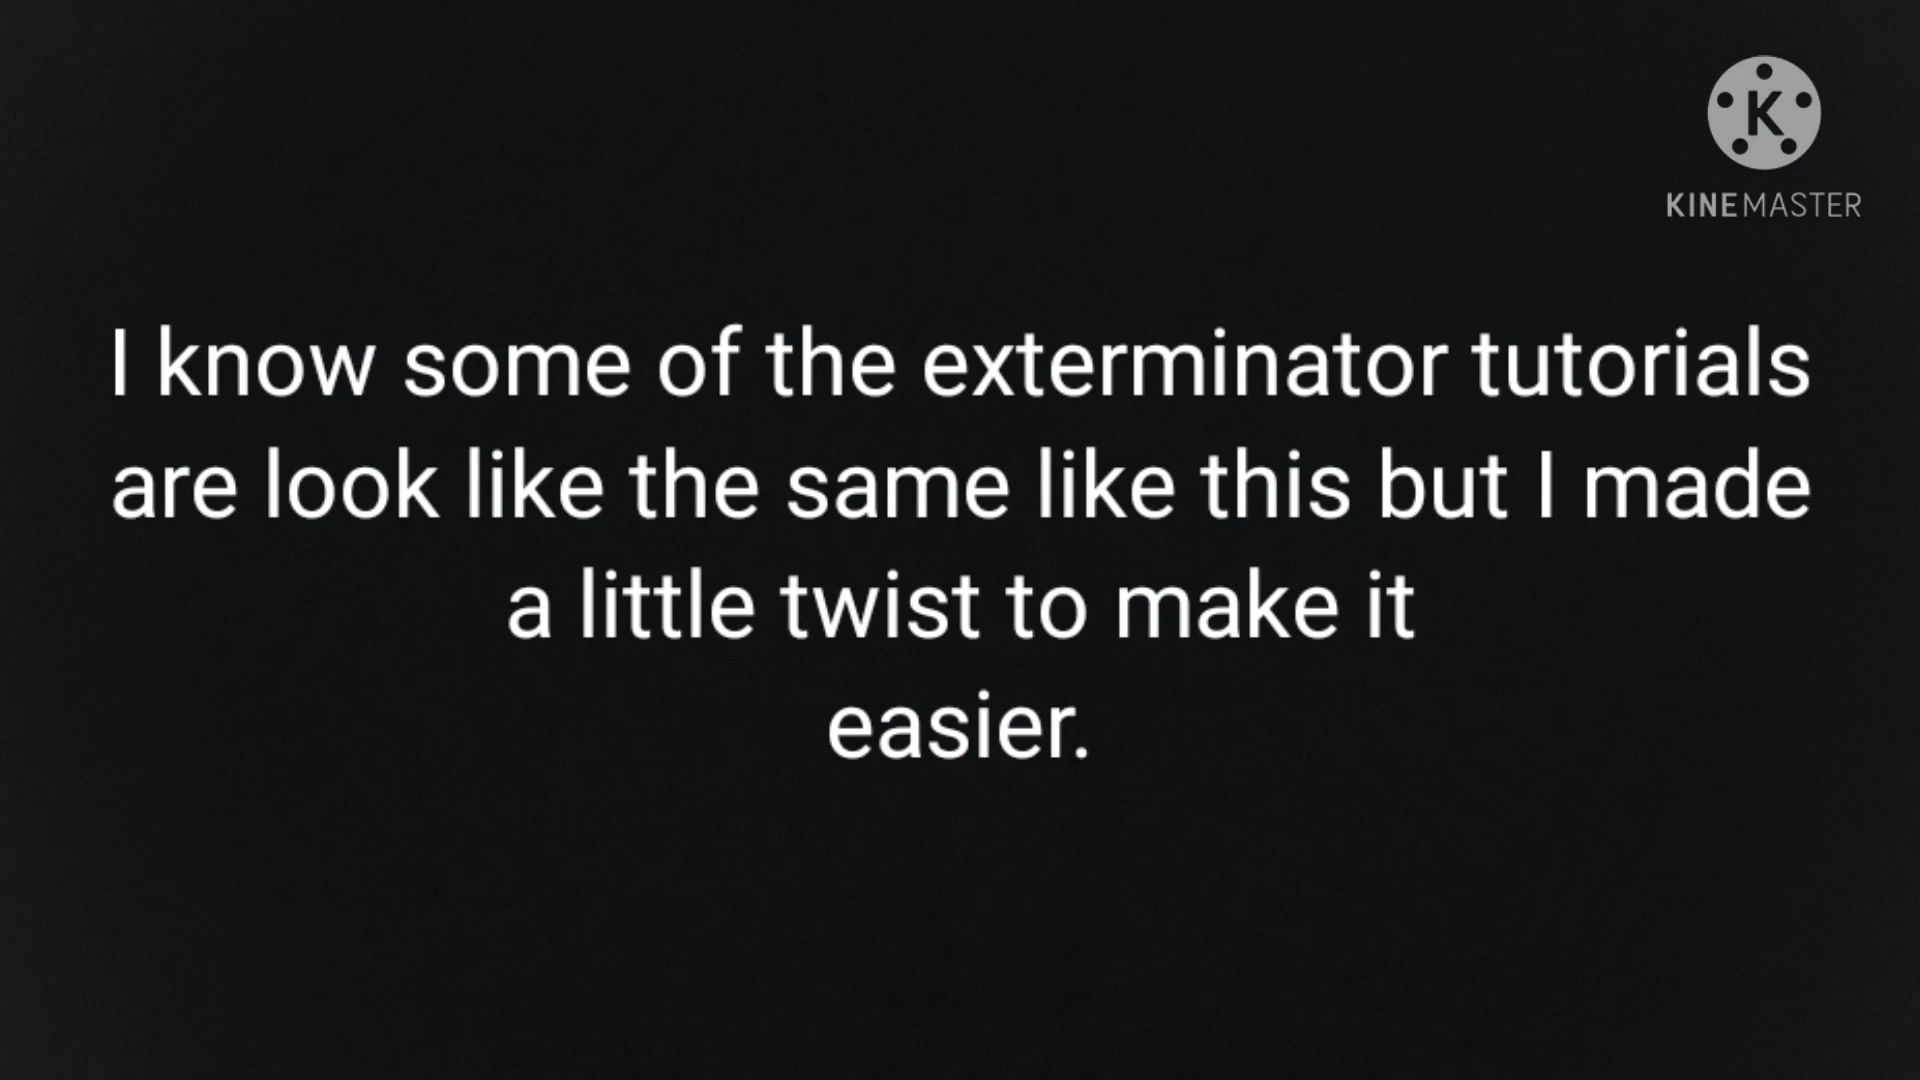 K
KINEMASTER
I know some of the exterminator tutorials
are look like the same like this but I made
a little twist to make it
easier.